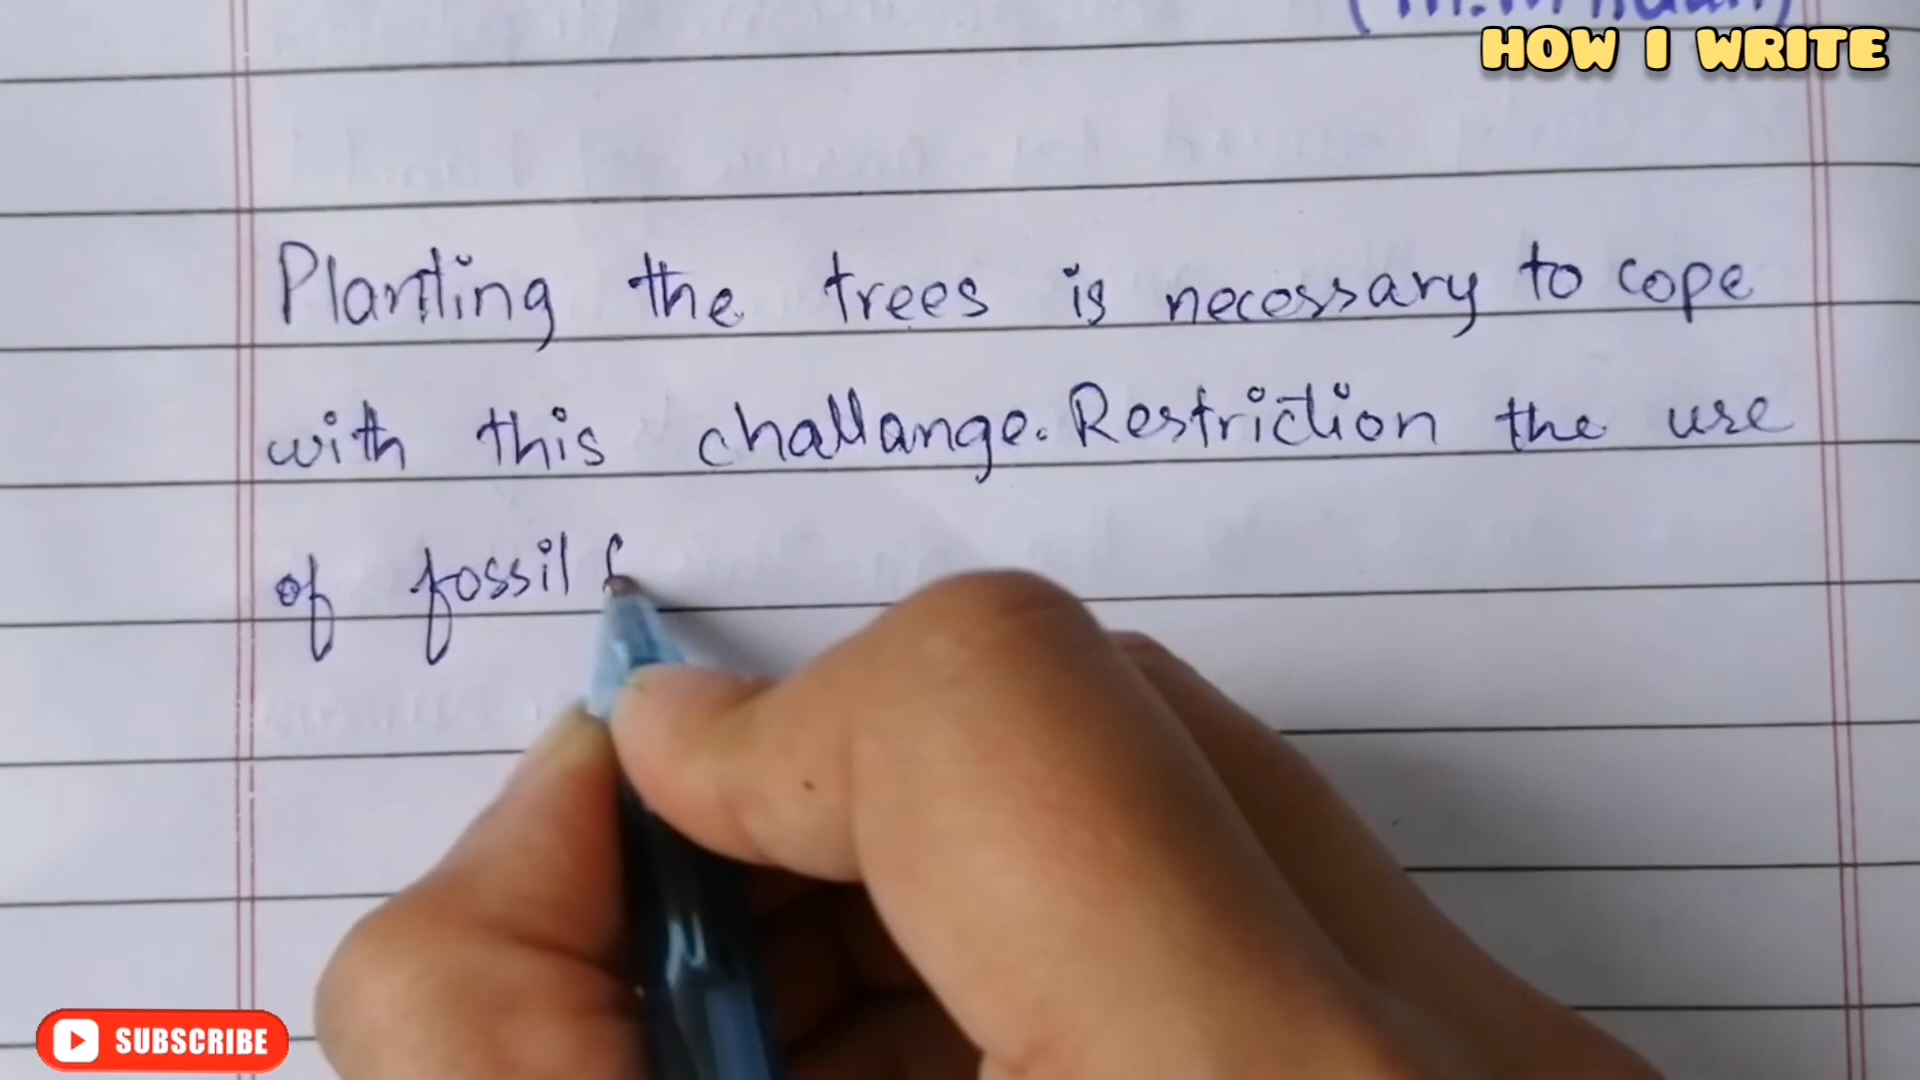 HOW I WRITE
Planting the trees is necessary to cope
with this challange. Restriction the use
of fossil f
SUBSCRIBE